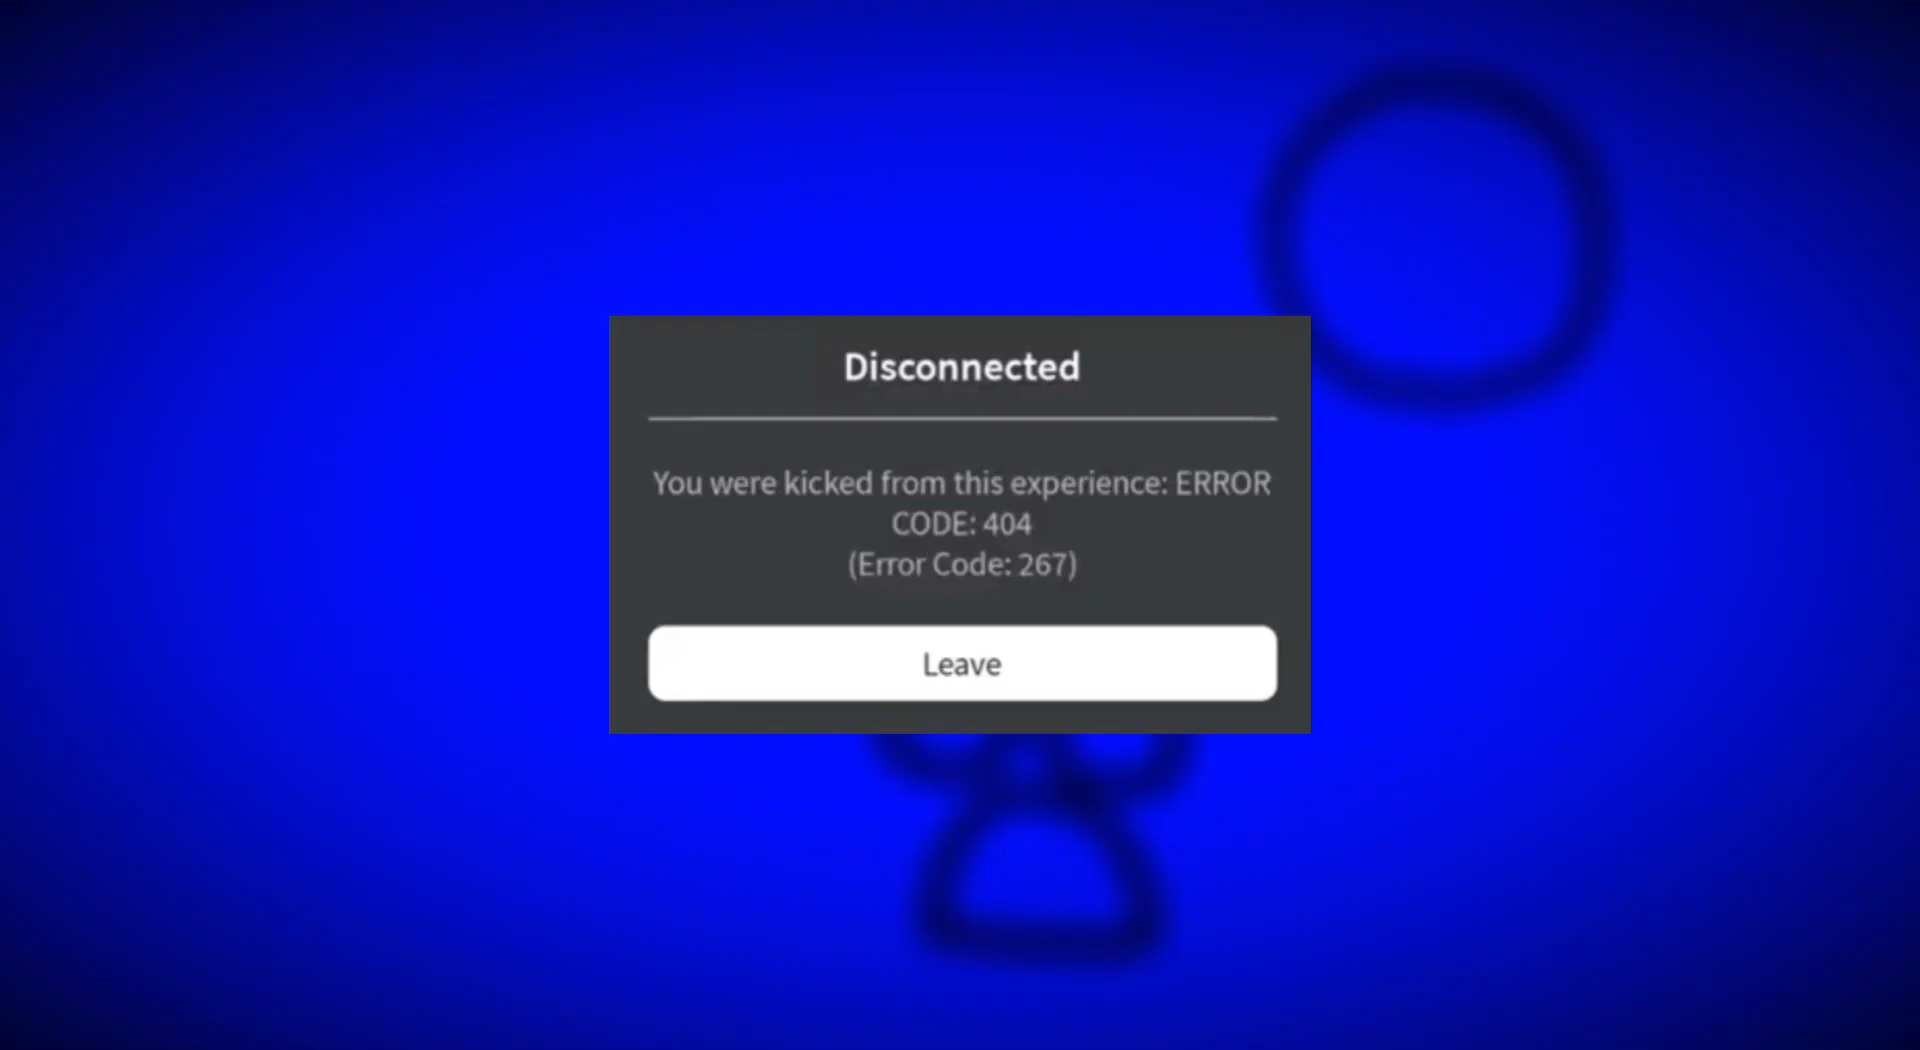 Disconnected
You were kicked from this experience: ERROR
CODE: 404
(Error Code: 267)
Leave